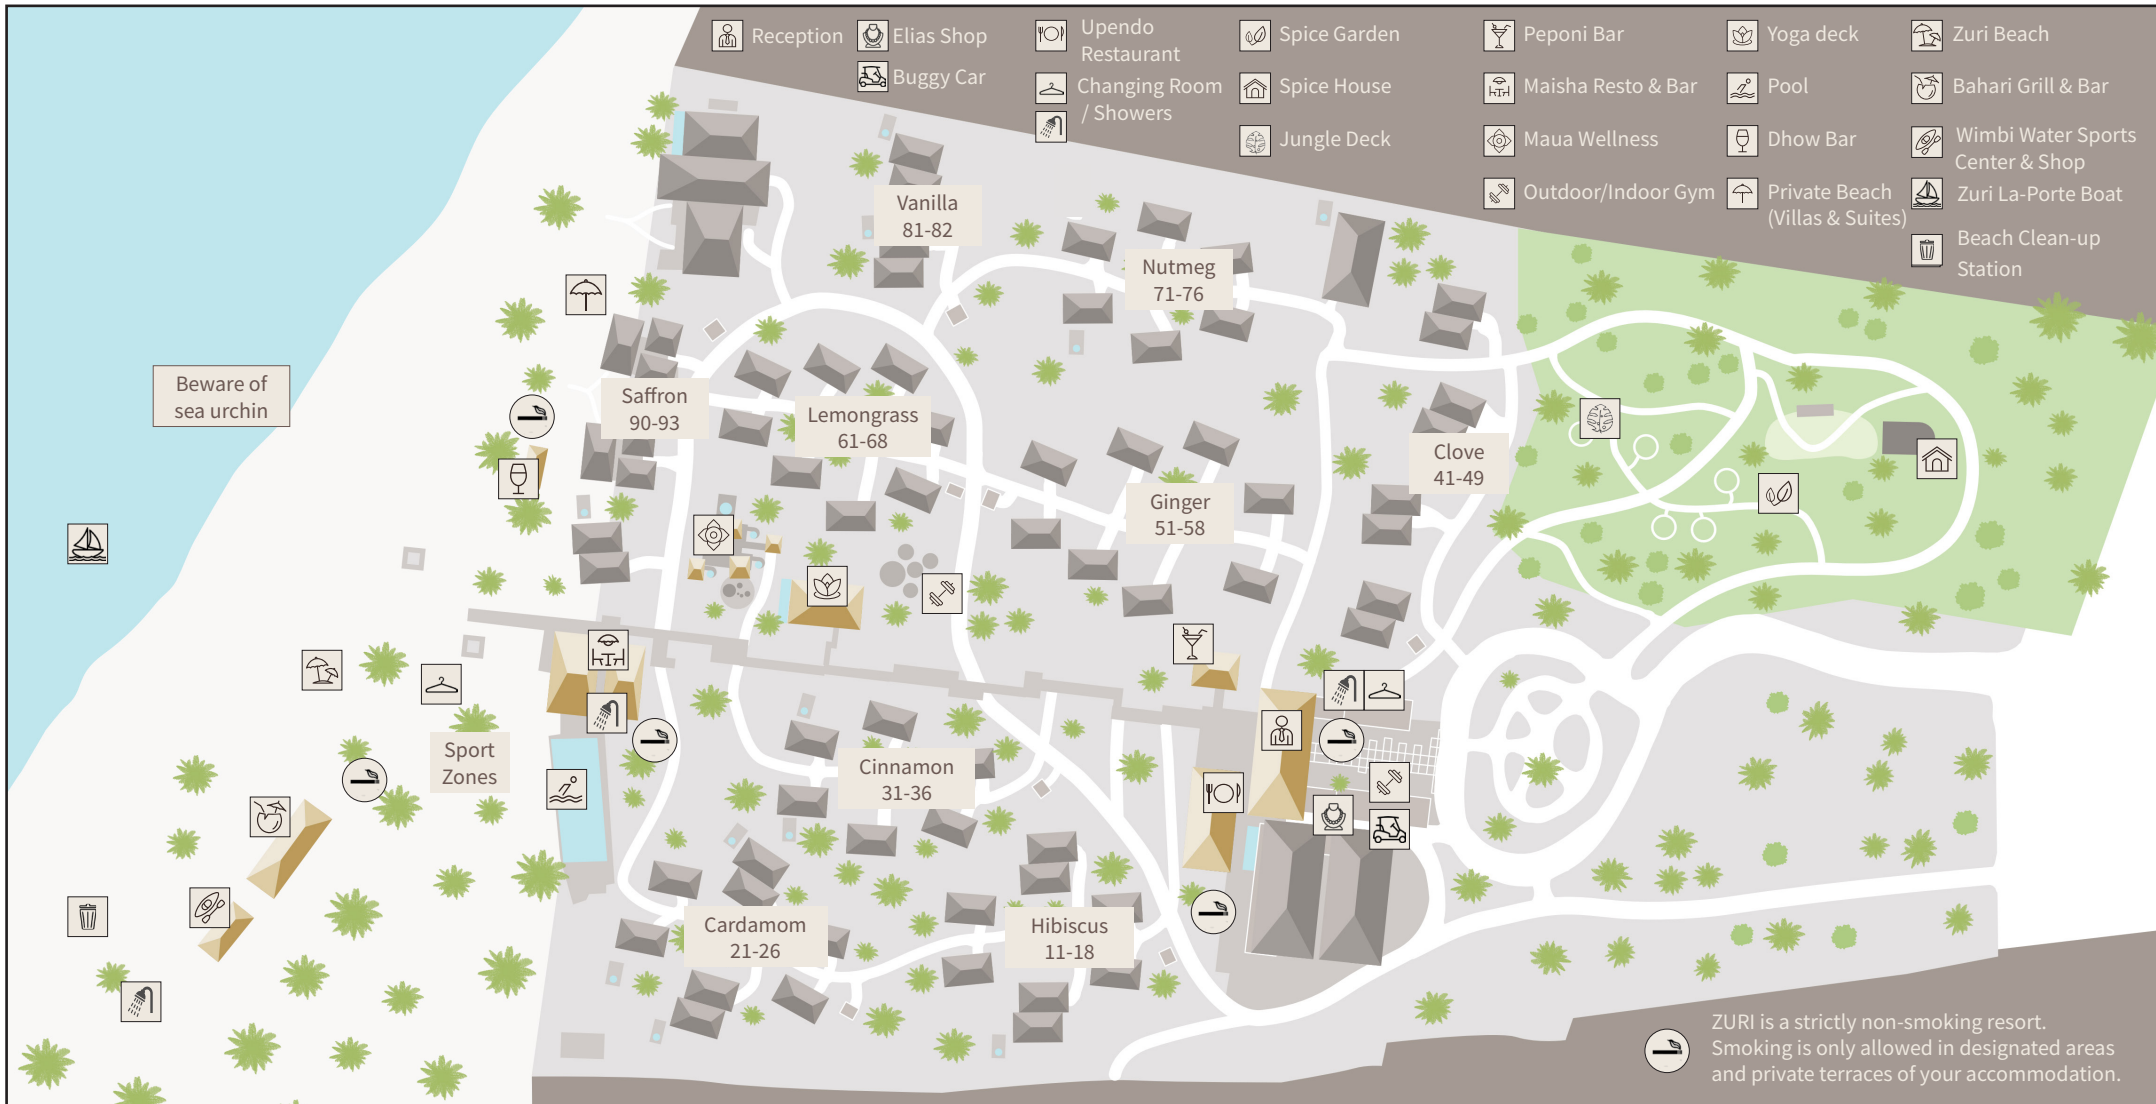 Reception
Elias Shop
Buggy Car
Upendo
Restaurant
Changing Room
/ Showers
Spice Garden
Spice House
Jungle Deck
Peponi Bar
Maisha Resto & Bar
Maua Wellness
Outdoor/Indoor Gym
Yoga deck
Pool
Dhow Bar
Private Beach
(Villas & Suites)
Zuri Beach
Bahari Grill & Bar
Wimbi Water Sports
Center & Shop
Zuri La-Porte Boat
Beach Clean-up
Station
Vanilla
81-82
Nutmeg
71-76
Beware of
sea urchin
Saffron
90-93
Lemongrass
61-68
Clove
41-49
Ginger
51-58
Sport
Zones
Cinnamon
31-36
Cardamom
21-26
Hibiscus
11-18
ZURI is a strictly non-smoking resort.
Smoking is only allowed in designated areas
and private terraces of your accommodation.